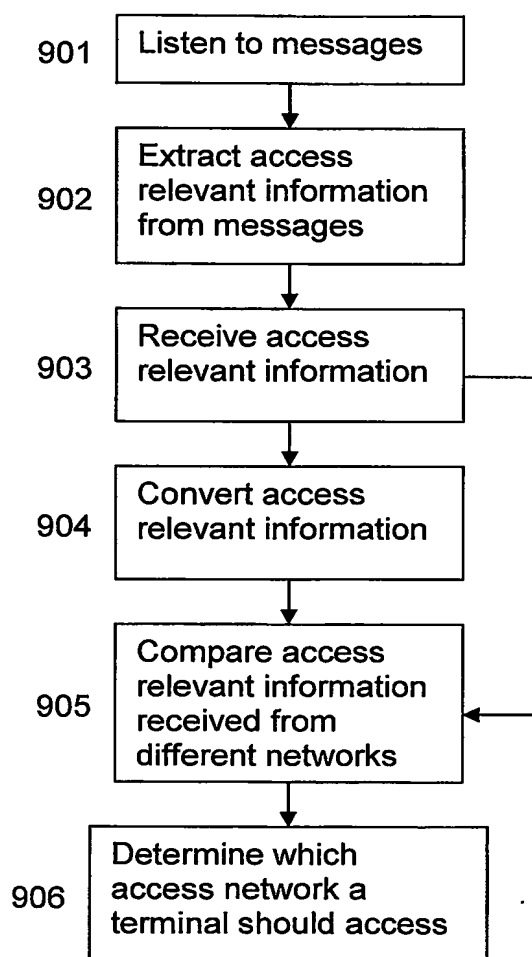 901
Listen to messages
902
Extract access
relevant information
from messages
903
Receive access
relevant information
904
Convert access
relevant information
905
Compare access
relevant information
received from
different networks
906
Determine which
access network a
terminal should access